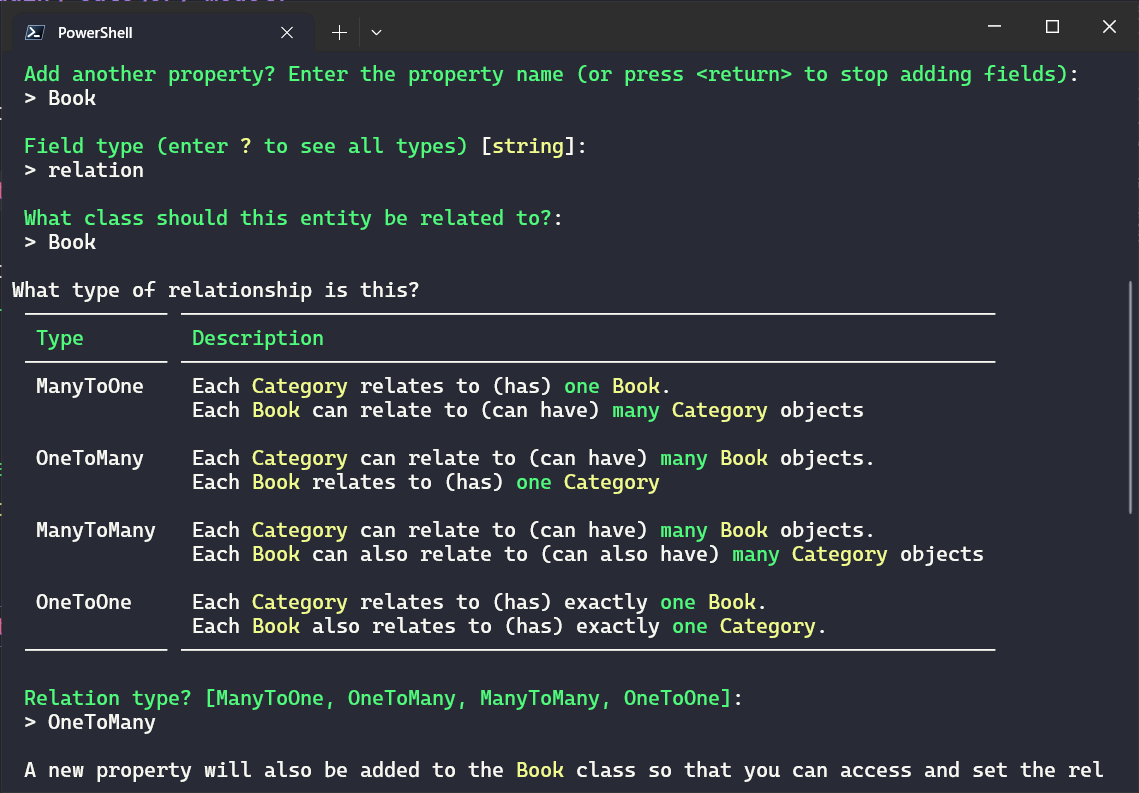 PowerShell
Add another property? Enter the property name (or press <return> to stop adding fields):
> Book
Field type (enter ? to see all types) [string]:
> relation
What class should this entity be related to?:
> Book
What type of relationship is this?
Type Description
ManyToOne Each Category relates to (has) one Book.
Each Book can relate to (can have) many Category objects
OneToMany Each Category can relate to (can have) many Book objects.
Each Book relates to (has) one Category
ManyToMany Each Category can relate to (can have) many Book objects.
Each Book can also relate to (can also have) many Category objects
OneToOne Each Category relates to (has) exactly one Book.
Each Book also relates to (has) exactly one Category.
Relation type? [ManyToOne, OneToMany, ManyToMany, OneToOne]:
> OneToMany
A new property will also be added to the Book class so that you can access and set the rel